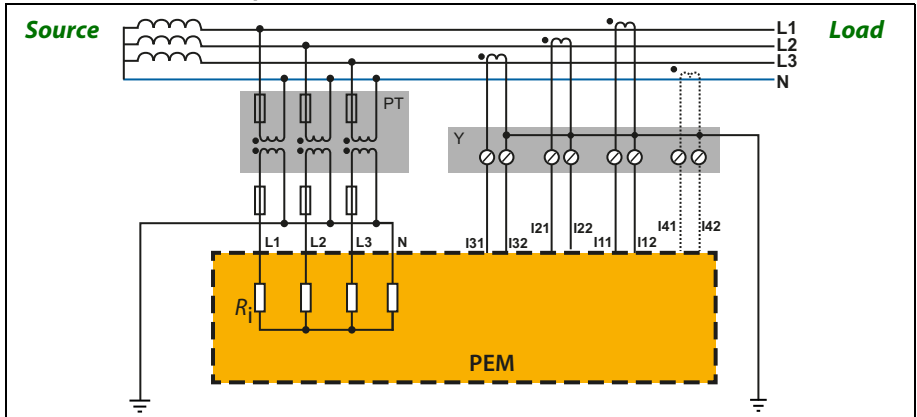 Source
L1
Load
L2
L3
N
PT
Y
I31
I32
I21
I22
I11
I12
I41
I42
L1
L2
L3
N
Ri
PEM